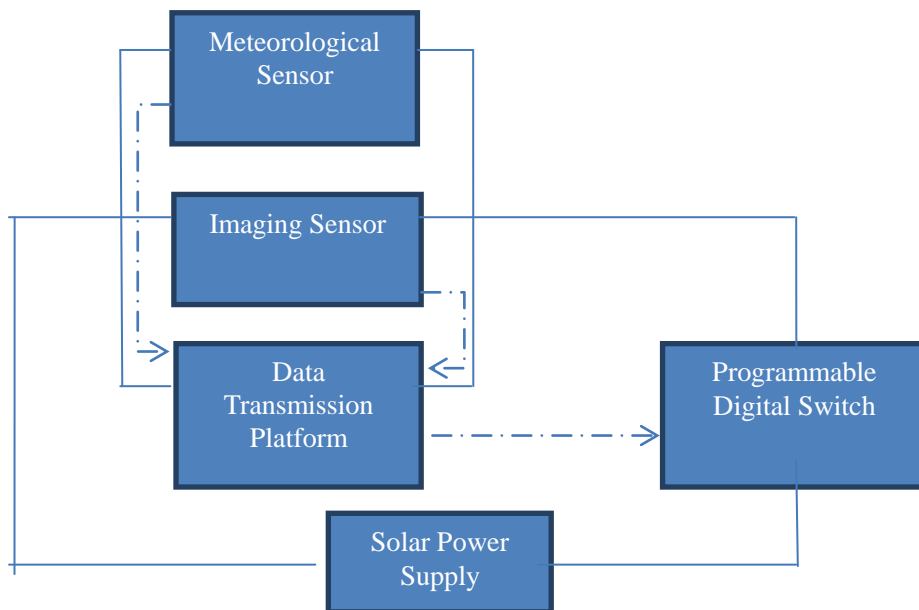 Meteorological
Sensor
Imaging Sensor
Data
Transmission
Platform
Programmable
Digital Switch
Solar Power
Supply